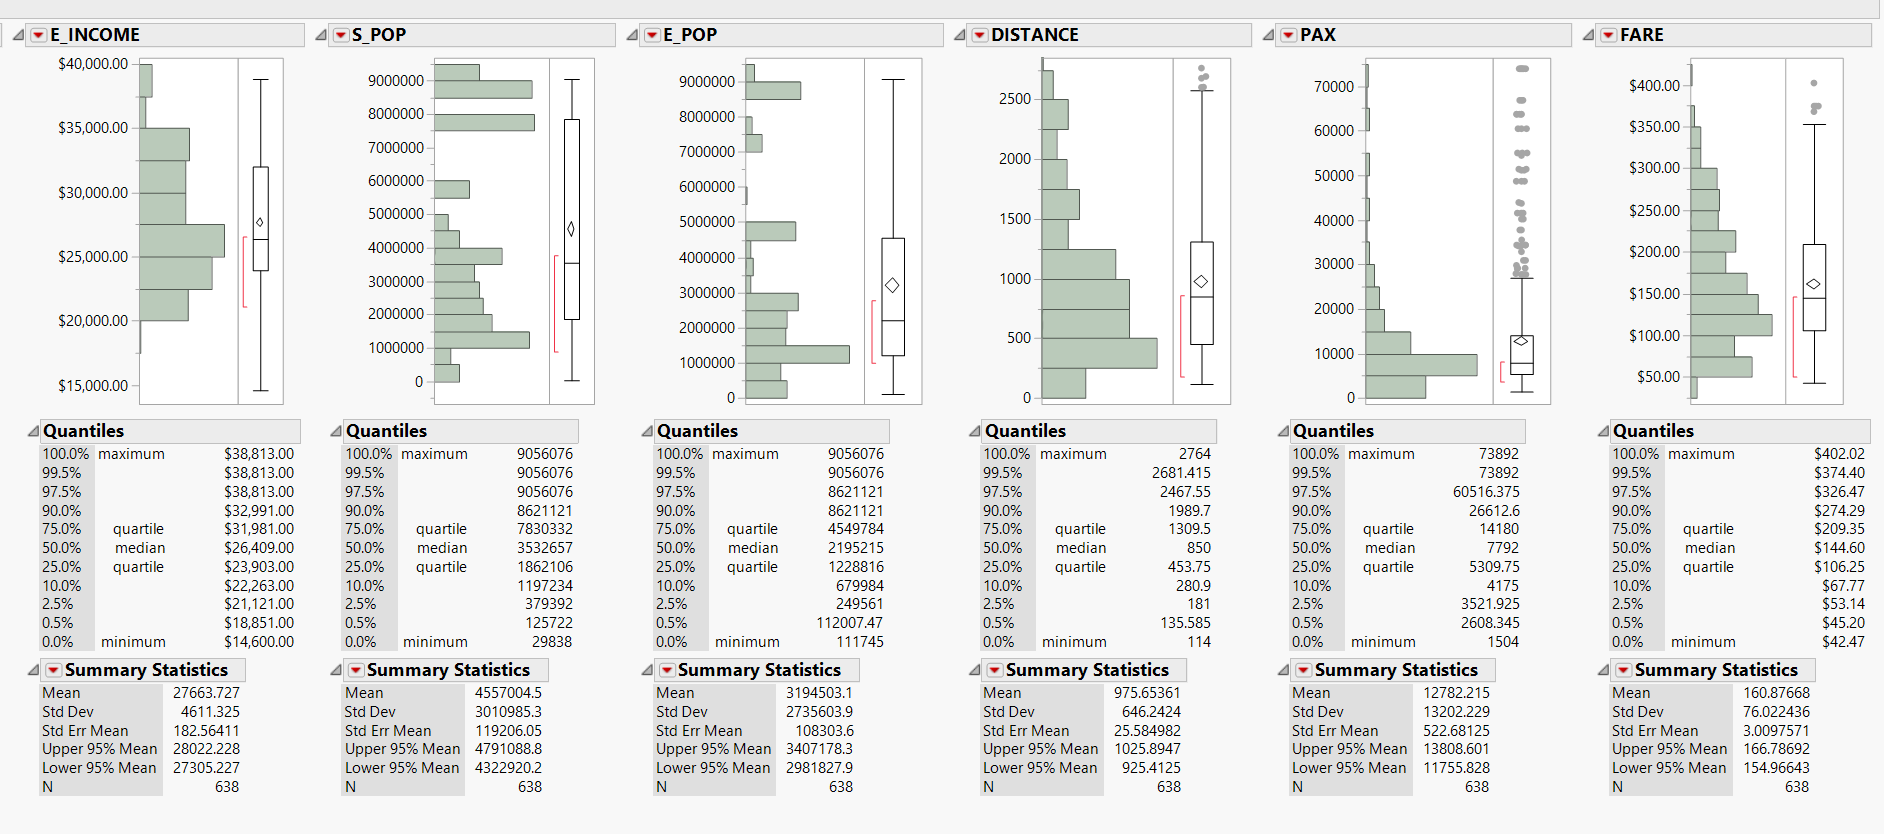 E_INCOME
$40,000.00
$35,000.00
$30,000.00
$25,000.00
$20,000.00
$15,000.00
Quantiles
100.0% maximum $38,813.00
99.5% $38,813.00
97.5% $38,813.00
90.0% $32,991.00
75.0% quartile $31,981.00
50.0% median $26,409.00
25.0% quartile $23,903.00
10.0% $22,263.00
2.5% $21,121.00
0.5% $18,851.00
0.0% minimum $14,600.00
Summary Statistics
Mean 27663.727
Std Dev 4611.325
Std Err Mean 182.56411
Upper 95% Mean 28022.228
Lower 95% Mean 27305.227
N 638
S_POP
9000000
8000000
7000000
6000000
5000000
4000000
3000000
2000000
1000000
0
Quantiles
100.0% maximum 9056076
99.5% 9056076
97.5% 9056076
90.0% 8621121
75.0% quartile 7830332
50.0% median 3532657
25.0% quartile 1862106
10.0% 1197234
2.5% 379392
0.5% 125722
0.0% minimum 29838
Summary Statistics
Mean 4557004.5
Std Dev 3010985.3
Std Err Mean 119206.05
Upper 95% Mean 4791088.8
Lower 95% Mean 4322920.2
N 638
E_POP
9000000
8000000
7000000
6000000
5000000
4000000
3000000
2000000
1000000
0
Quantiles
100.0% maximum 9056076
99.5% 9056076
97.5% 8621121
90.0% 8621121
75.0% quartile 4549784
50.0% median 2195215
25.0% quartile 1228816
10.0% 679984
2.5% 249561
0.5% 112007.47
0.0% minimum 111745
Summary Statistics
Mean 3194503.1
Std Dev 2735603.9
Std Err Mean 108303.6
Upper 95% Mean 3407178.3
Lower 95% Mean 2981827.9
N 638
DISTANCE
2500
2000
1500
1000
500
0
Quantiles
100.0% maximum 2764
99.5% 2681.415
97.5% 2467.55
90.0% 1989.7
75.0% quartile 1309.5
50.0% median 850
25.0% quartile 453.75
10.0% 280.9
2.5% 181
0.5% 135.585
0.0% minimum 114
Summary Statistics
Mean 975.65361
Std Dev 646.2424
Std Err Mean 25.584982
Upper 95% Mean 1025.8947
Lower 95% Mean 925.4125
N 638
PAX
70000
60000
50000
40000
30000
20000
10000
0
Quantiles
100.0% maximum 73892
99.5% 73892
97.5% 60516.375
90.0% 26612.6
75.0% quartile 14180
50.0% median 7792
25.0% quartile 5309.75
10.0% 4175
2.5% 3521.925
0.5% 2608.345
0.0% minimum 1504
Summary Statistics
Mean 12782.215
Std Dev 13202.229
Std Err Mean 522.68125
Upper 95% Mean 13808.601
Lower 95% Mean 11755.828
N 638
FARE
$400.00
$350.00
$300.00
$250.00
$200.00
$150.00
$100.00
$50.00
Quantiles
100.0% maximum $402.02
99.5% $374.40
97.5% $326.47
90.0% $274.29
75.0% quartile $209.35
50.0% median $144.60
25.0% quartile $106.25
10.0% $67.77
2.5% $53.14
0.5% $45.20
0.0% minimum $42.47
Summary Statistics
Mean 160.87668
Std Dev 76.022436
Std Err Mean 3.0097571
Upper 95% Mean 166.78692
Lower 95% Mean 154.96643
N 638